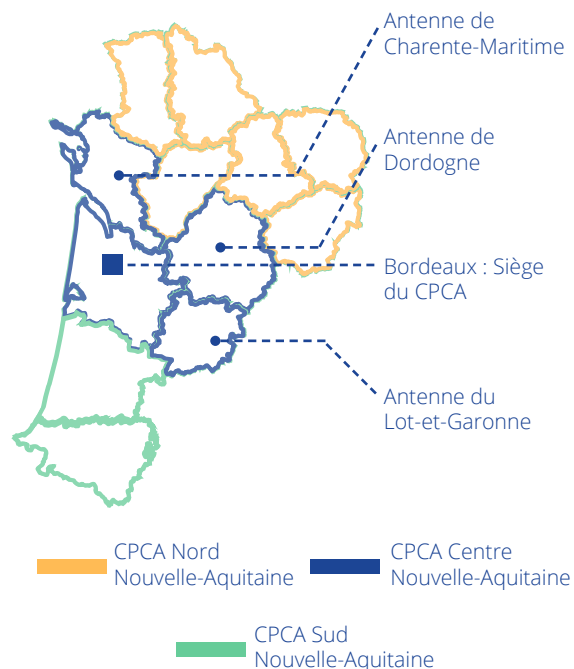 Antenne de
Charente-Maritime
Antenne de
Dordogne
Bordeaux : Siège
du CPCA
Antenne du
Lot-et-Garonne
CPCA Nord
Nouvelle-Aquitaine
CPCA Centre
Nouvelle-Aquitaine
CPCA Sud
Nouvelle-Aquitaine